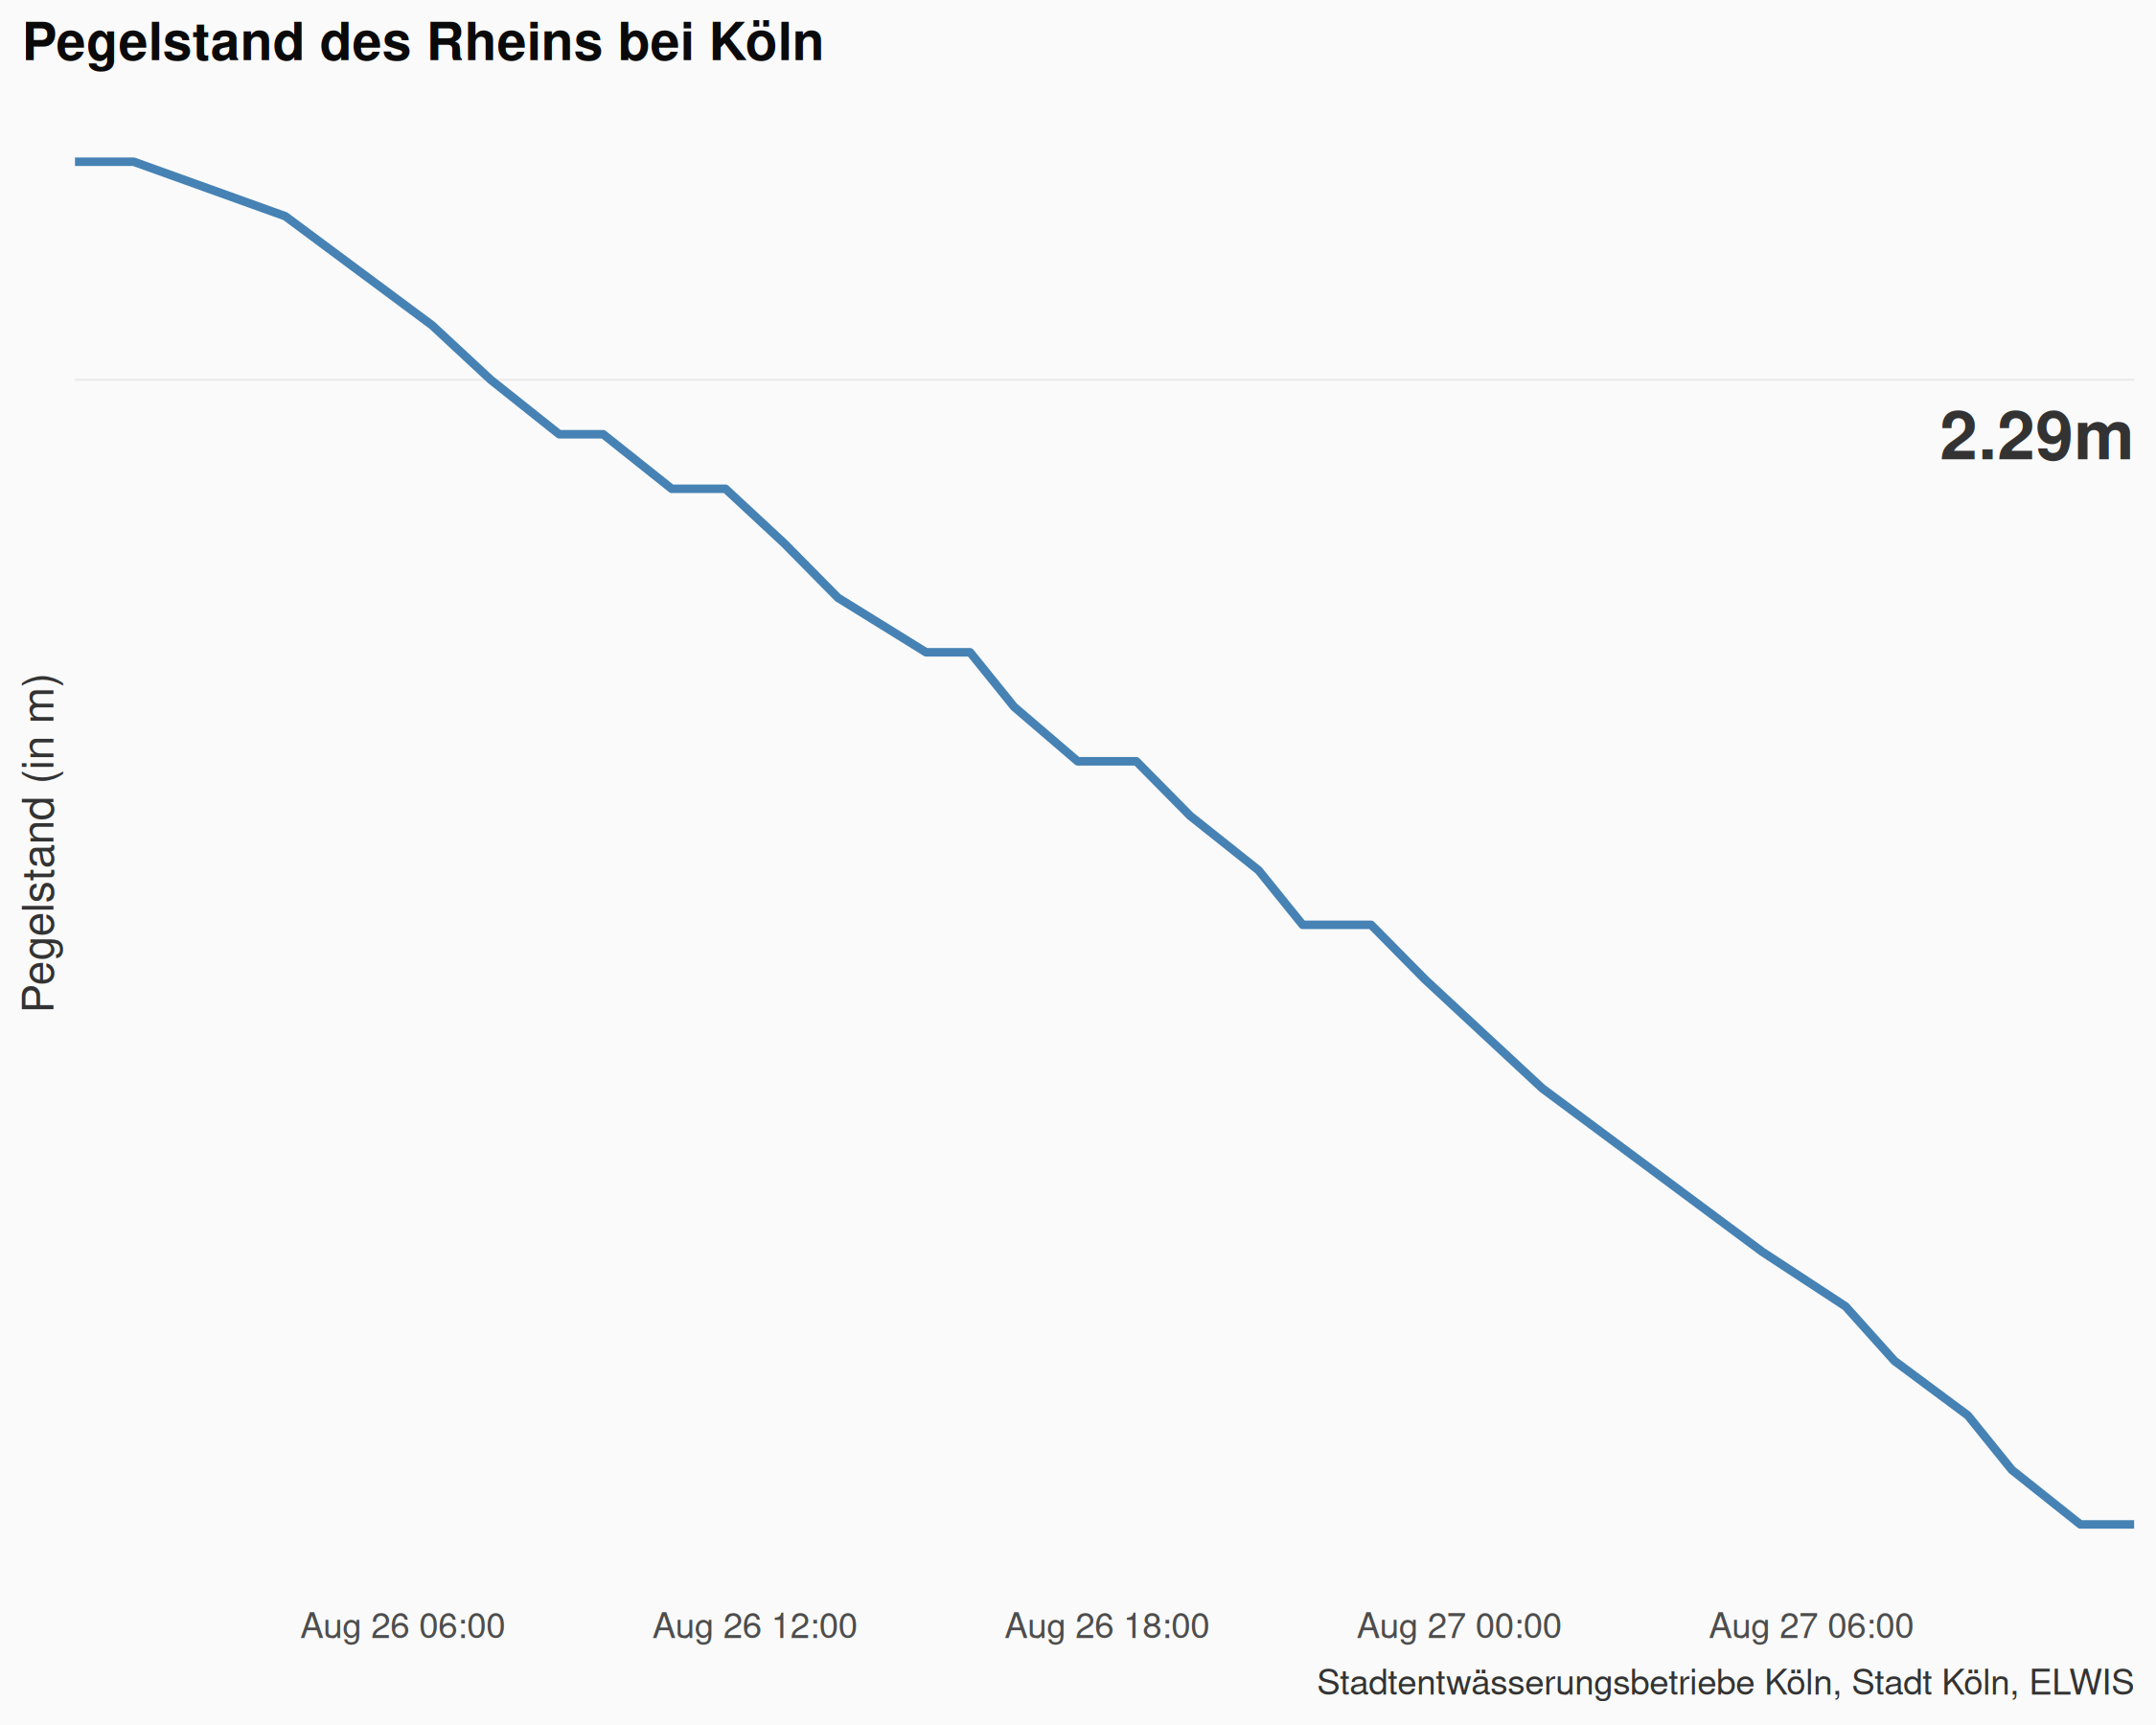 Pegelstand des Rheins bei Köln
2.29m
Pegelstand (in m)
Aug 26 06:00
Aug 26 12:00
Aug 26 18:00
Aug 27 00:00
Aug 27 06:00
Stadtentwässerungsbetriebe Köln, Stadt Köln, ELWIS